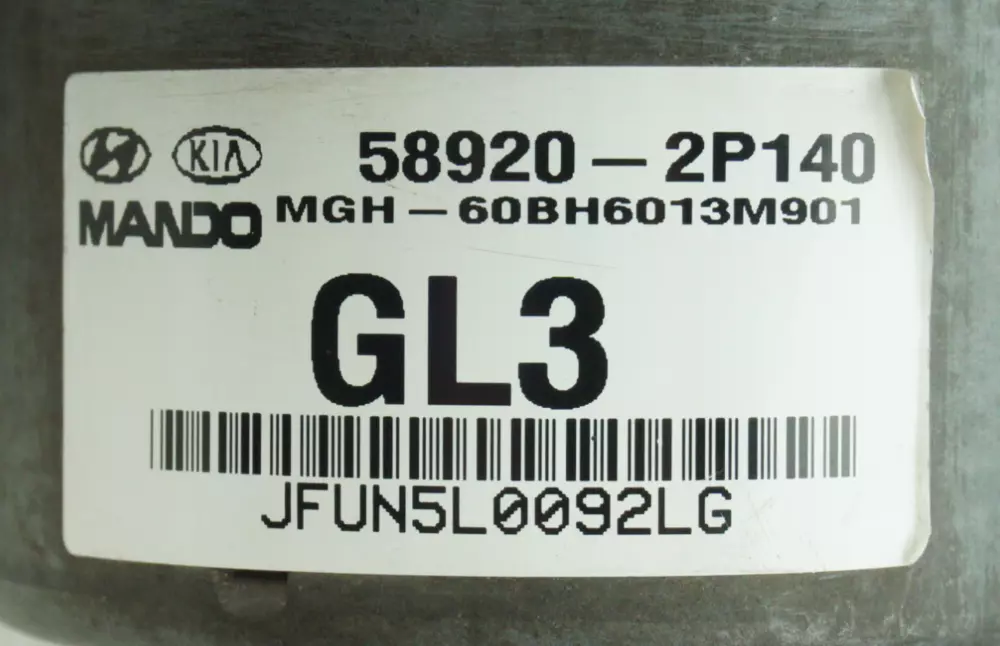 KIA 58920-2P140
MANDO MGH-60BH6013M901
GL3
JFUN5L0092LG